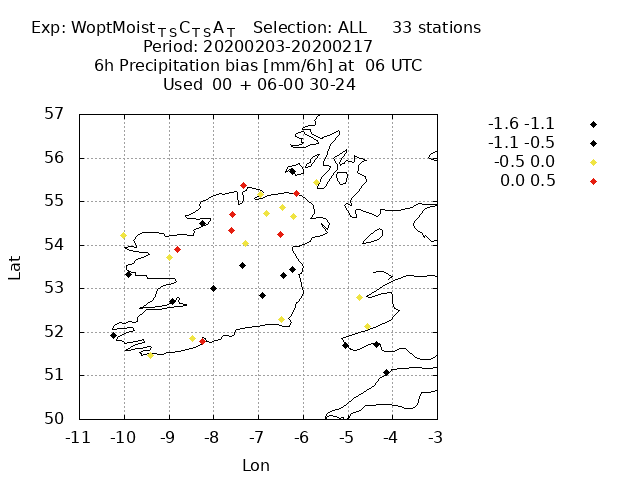 Exp: WoptMoist_TSC_TSA_T   Selection: ALL     33 stations
Period: 20200203-20200217
6h Precipitation bias [mm/6h] at  06 UTC
Used  00 + 06-00 30-24
-1.6 -1.1
-1.1 -0.5
-0.5 0.0
0.0 0.5
57
56
55
54
53
52
51
50
Lat
-11 -10 -9 -8 -7 -6 -5 -4 -3
Lon